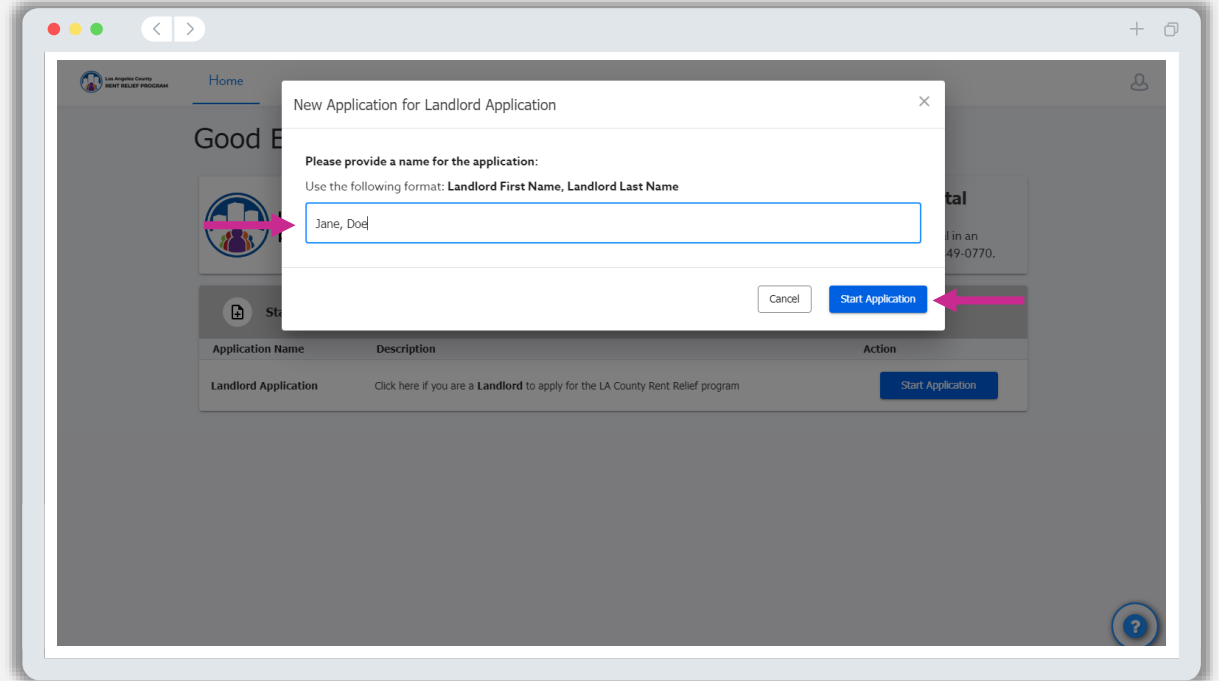 Los Angeles County
RENT RELIEF PROGRAM
Home
New Application for Landlord Application
Good E
Please provide a name for the application:
Use the following format: Landlord First Name, Landlord Last Name
Jane, Doe
tal
l in an
49-0770.
Cancel
Start Application
Sta
Application Name Description Action
Landlord Application Click here if you are a Landlord to apply for the LA County Rent Relief program Start Application
?